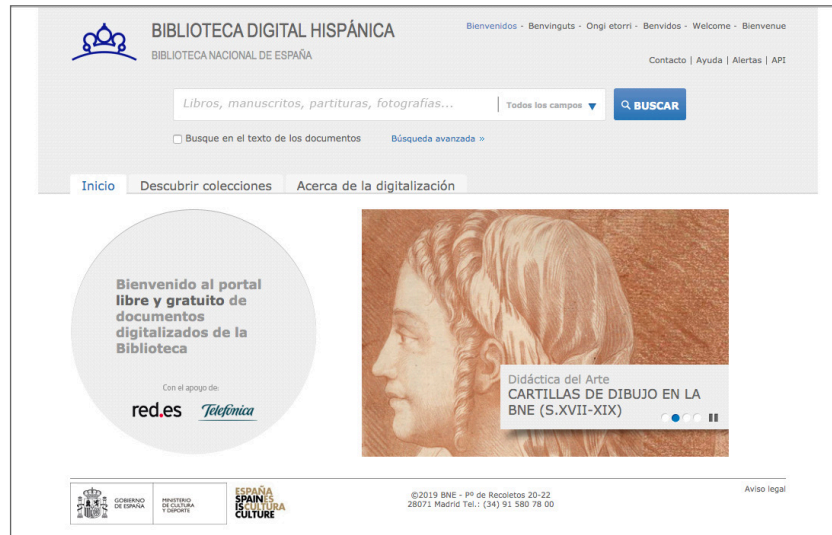 BIBLIOTECA DIGITAL HISPÁNICA
BIBLIOTECA NACIONAL DE ESPAÑA
Bienvenidos - Benvinguts - Ongi etorri - Benvidos - Welcome - Bienvenue
Contacto | Ayuda | Alertas | API
Libros, manuscritos, partituras, fotografías...
Todos los campos
BUSCAR
Busque en el texto de los documentos
Búsqueda avanzada »
Inicio
Descubrir colecciones
Acerca de la digitalización
Bienvenido al portal
libre y gratuito de
documentos
digitalizados de la
Biblioteca
Con el apoyo de:
red.es
Telefónica
Didáctica del Arte
CARTILLAS DE DIBUJO EN LA
BNE (S.XVII-XIX)
GOBIERNO
DE ESPAÑA
MINISTERIO
DE CULTURA
Y DEPORTE
ESPAÑA
SPAIN ES
IS CULTURA
CULTURE
©2019 BNE - Pº de Recoletos 20-22
28071 Madrid Tel.: (34) 91 580 78 00
Aviso legal